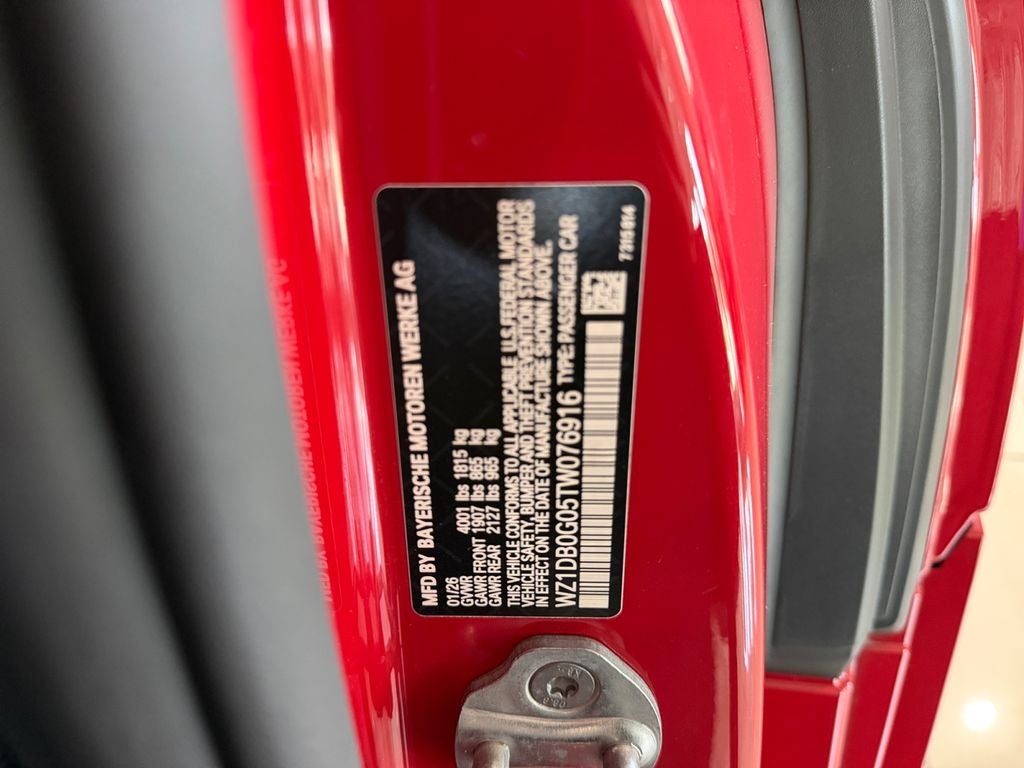 MFD BY BAYERISCHE MOTOREN WERKE AG
01/26
GVWR 4001 lbs 1815 kg
GAWR FRONT 1907 lbs 865 kg
GAWR REAR 2127 lbs 965 kg
THIS VEHICLE CONFORMS TO ALL APPLICABLE U.S. FEDERAL MOTOR
VEHICLE SAFETY, BUMPER AND THEFT PREVENTION STANDARDS
IN EFFECT ON THE DATE OF MANUFACTURE SHOWN ABOVE.
WZ1DB0G05TW076916 TYPE: PASSENGER CAR